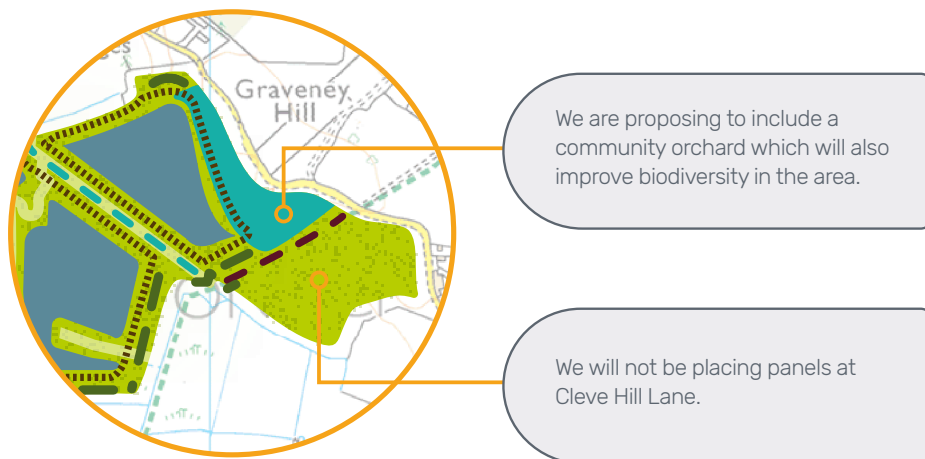 Graveney
Hill
We are proposing to include a
community orchard which will also
improve biodiversity in the area.
We will not be placing panels at
Cleve Hill Lane.